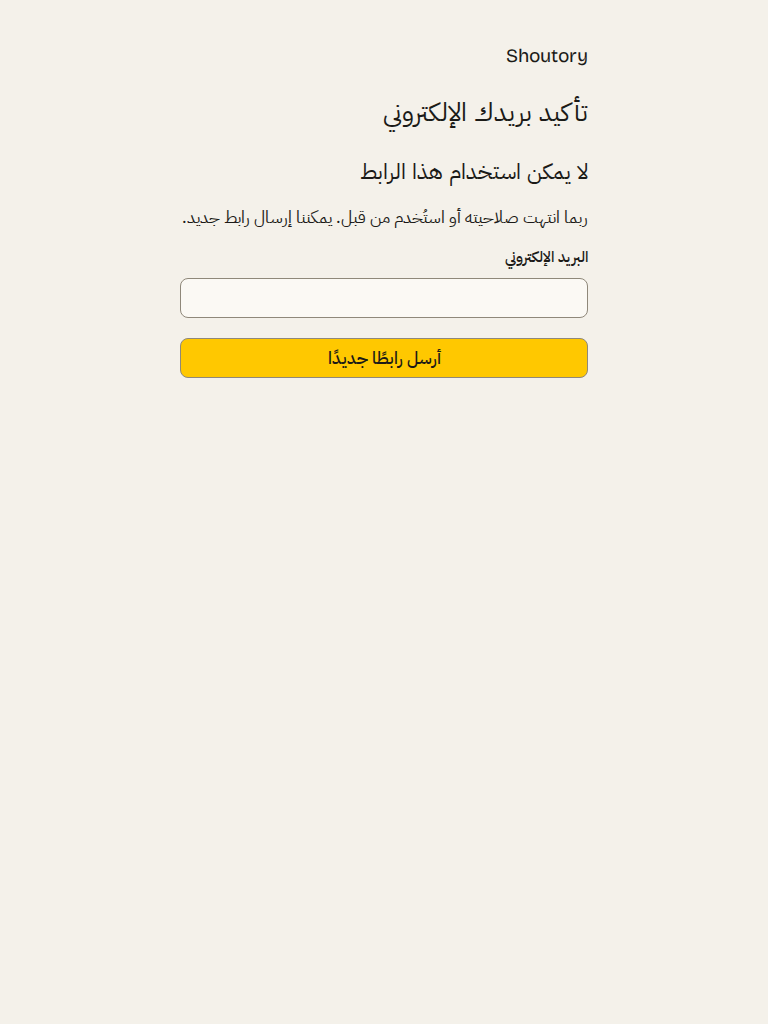 Shoutory
تأكيد بريدك الإلكتروني
لا يمكن استخدام هذا الرابط
ربما انتهت صلاحيته أو استُخدم من قبل. يمكننا إرسال رابط جديد.
البريد الإلكتروني
أرسل رابطًا جديدًا